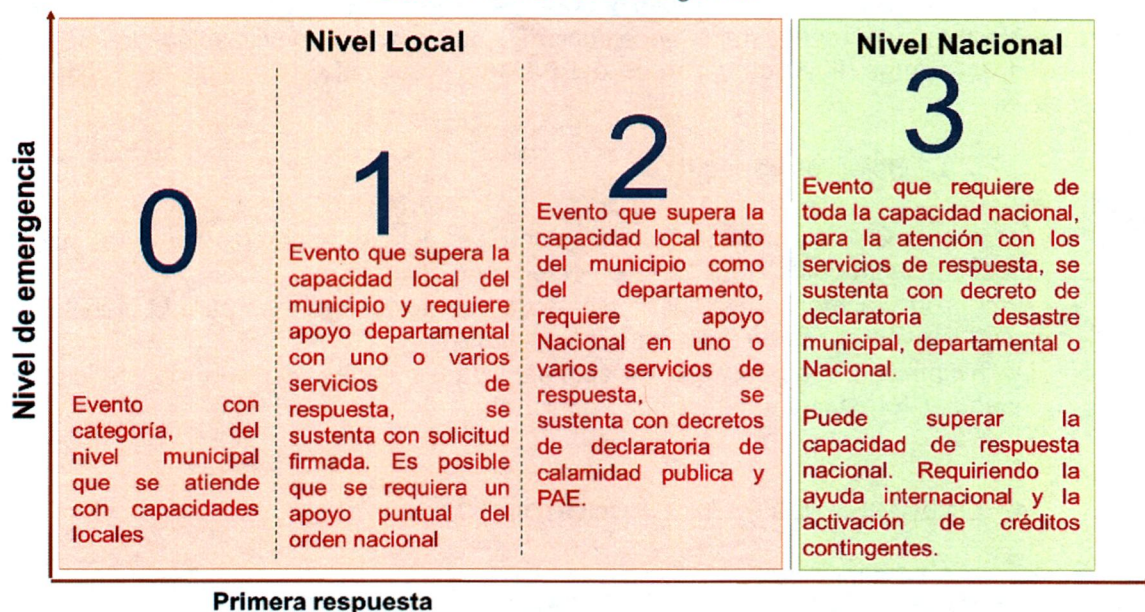 Nivel Local
Nivel Nacional
Nivel de emergencia
0
Evento con
categoría, del
nivel municipal
que se atiende
con capacidades
locales
1
Evento que supera la
capacidad local del
municipio y requiere
apoyo departamental
con uno o varios
servicios de
respuesta, se
sustenta con solicitud
firmada. Es posible
que se requiera un
apoyo puntual del
orden nacional
2
Evento que supera la
capacidad local tanto
del municipio como
del departamento,
requiere apoyo
Nacional en uno o
varios servicios de
respuesta, se
sustenta con decretos
de declaratoria de
calamidad publica y
PAE.
3
Evento que requiere de
toda la capacidad nacional,
para la atención con los
servicios de respuesta, se
sustenta con decreto de
declaratoria desastre
municipal, departamental o
Nacional.
Puede superar la
capacidad de respuesta
nacional. Requiriendo la
ayuda internacional y la
activación de créditos
contingentes.
Primera respuesta